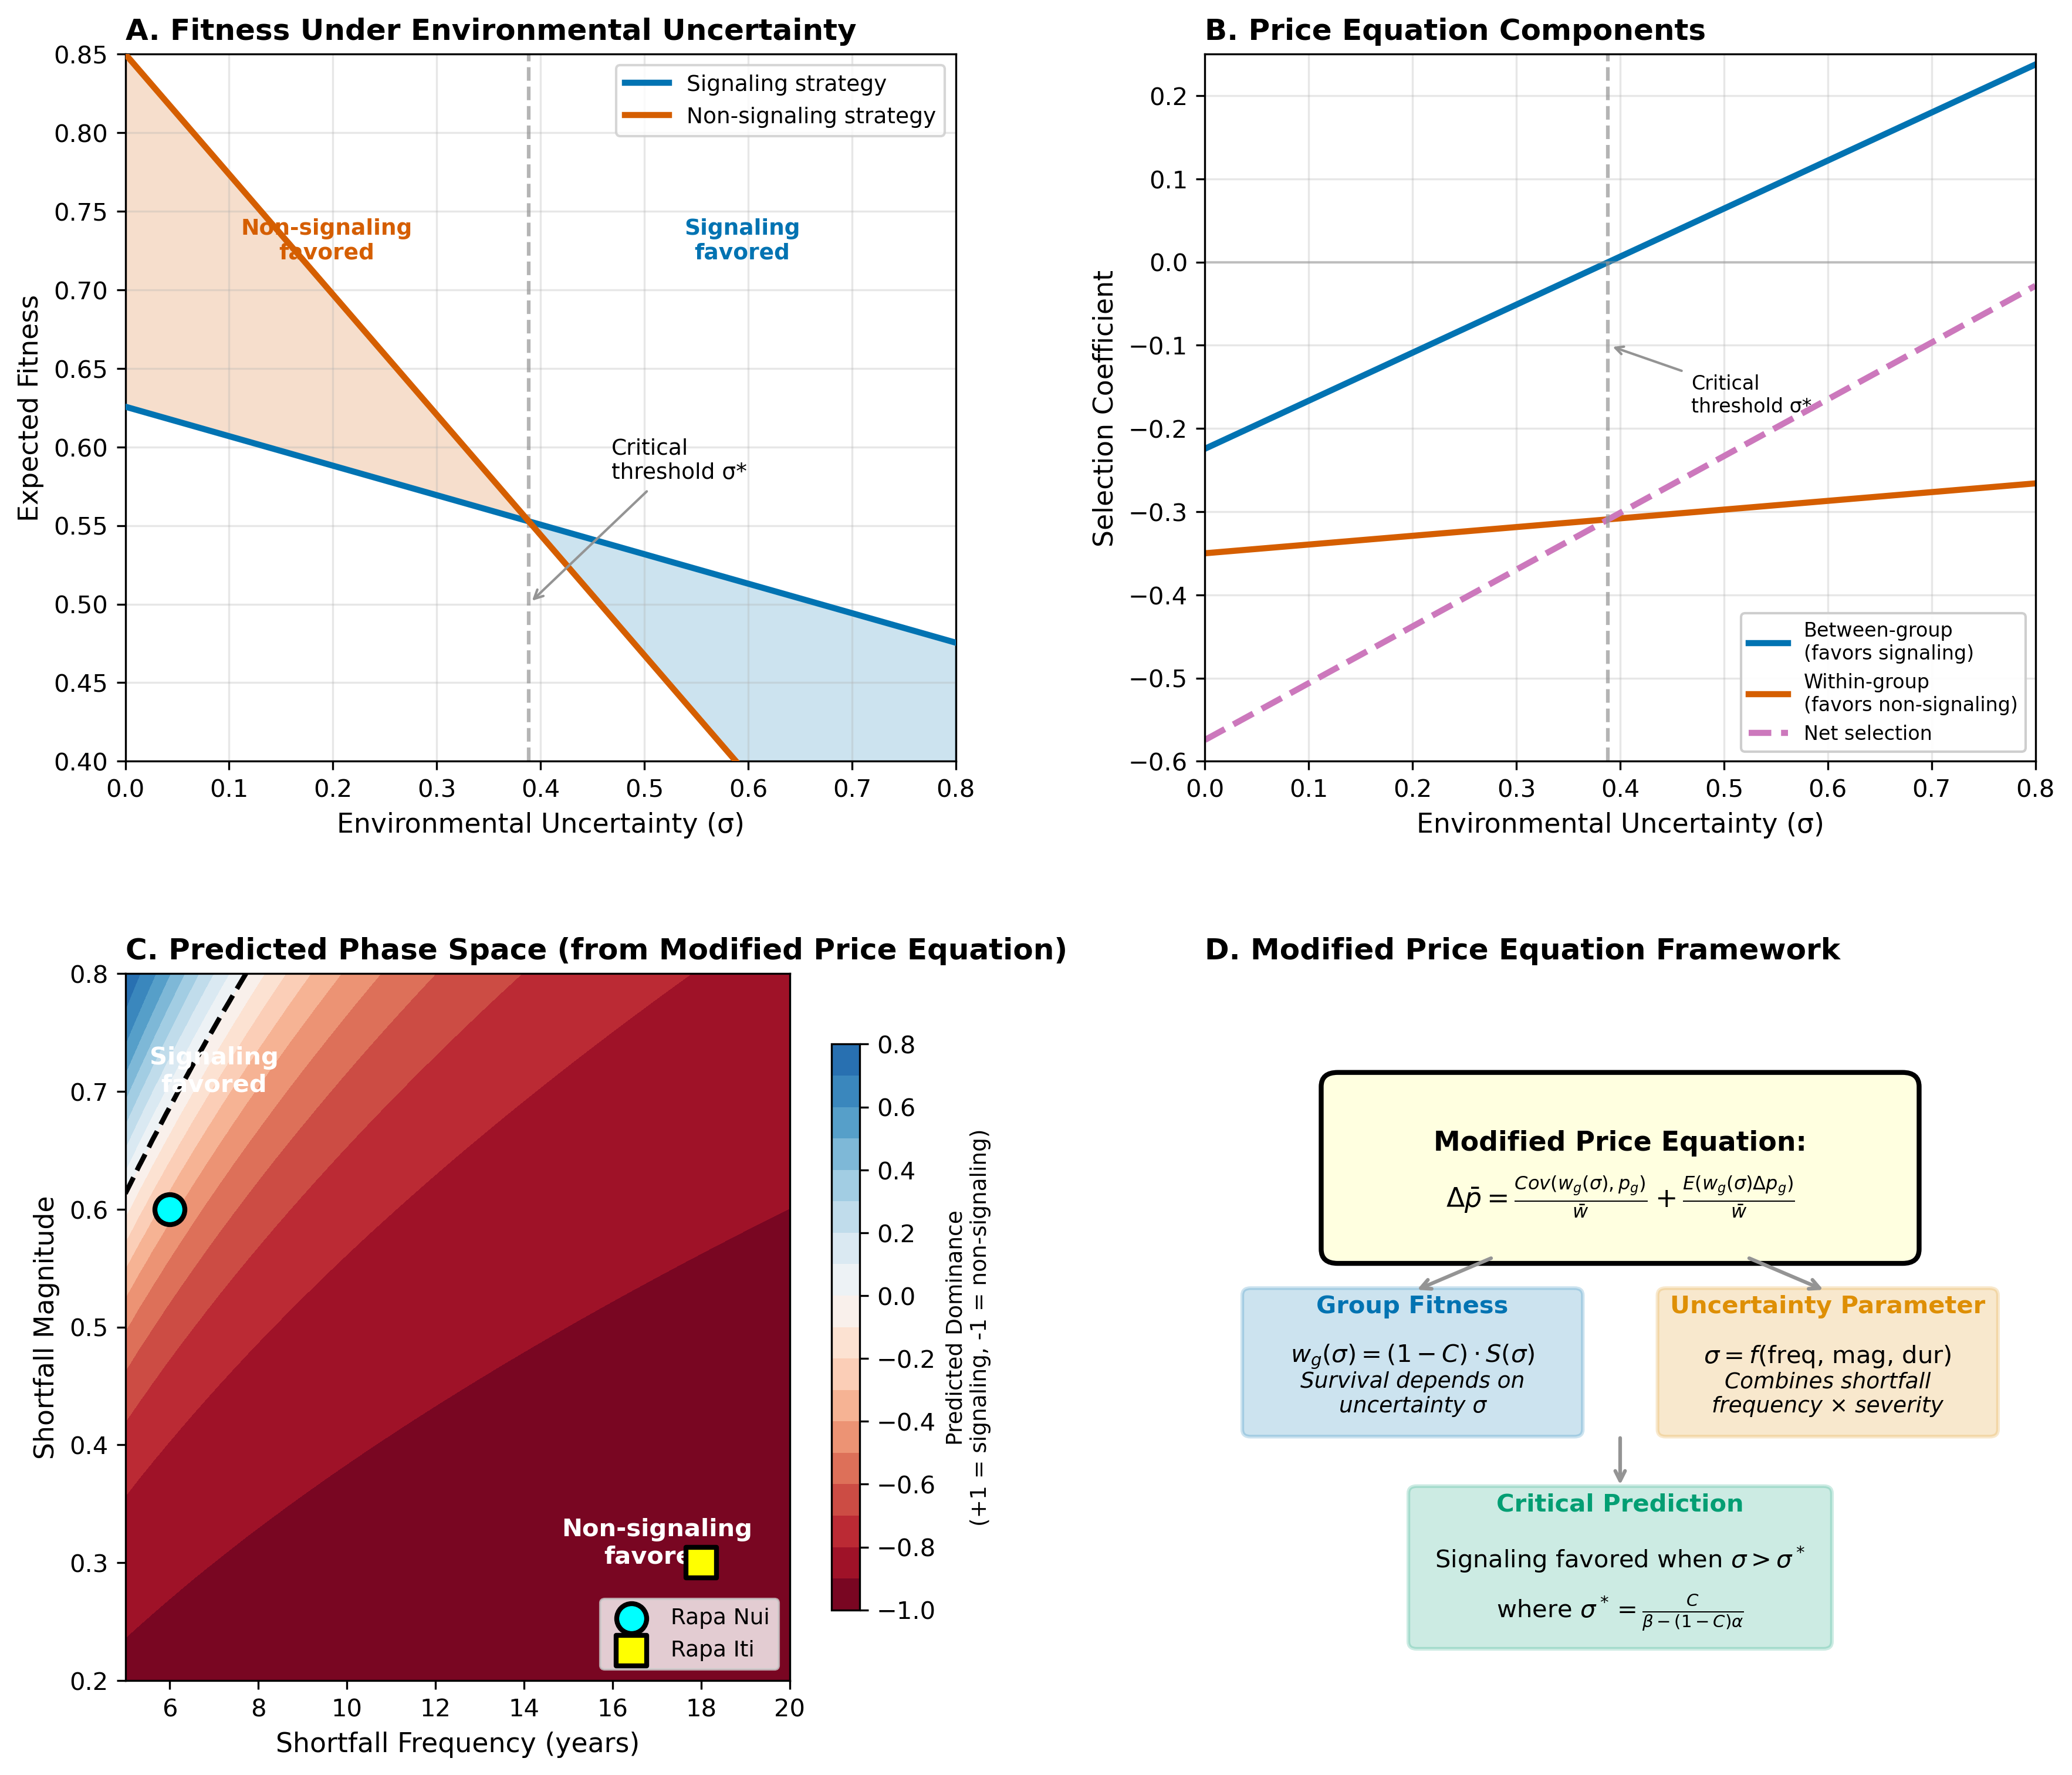 A. Fitness Under Environmental Uncertainty
0.85
0.80
0.75
0.70
0.65
0.60
0.55
0.50
0.45
0.40
Expected Fitness
Signaling strategy
Non-signaling strategy
Non-signaling
favored
Signaling
favored
Critical
threshold σ*
0.0 0.1 0.2 0.3 0.4 0.5 0.6 0.7 0.8
Environmental Uncertainty (σ)
B. Price Equation Components
0.2
0.1
0.0
−0.1
−0.2
−0.3
−0.4
−0.5
−0.6
Selection Coefficient
Critical
threshold σ*
Between-group
(favors signaling)
Within-group
(favors non-signaling)
Net selection
0.0 0.1 0.2 0.3 0.4 0.5 0.6 0.7 0.8
Environmental Uncertainty (σ)
C. Predicted Phase Space (from Modified Price Equation)
0.8
0.7
0.6
0.5
0.4
0.3
0.2
Shortfall Magnitude
Signaling
favored
Non-signaling
favored
Rapa Nui
Rapa Iti
6 8 10 12 14 16 18 20
Shortfall Frequency (years)
0.8
0.6
0.4
0.2
0.0
−0.2
−0.4
−0.6
−0.8
−1.0
Predicted Dominance
(+1 = signaling, -1 = non-signaling)
D. Modified Price Equation Framework
Modified Price Equation:
Δp̄ = Cov(w_g(σ), p_g)/w̄ + E(w_g(σ)Δp_g)/w̄
Group Fitness
w_g(σ) = (1 − C) · S(σ)
Survival depends on
uncertainty σ
Uncertainty Parameter
σ = f(freq, mag, dur)
Combines shortfall
frequency × severity
Critical Prediction
Signaling favored when σ > σ*
where σ* = C/(β − (1 − C)α)